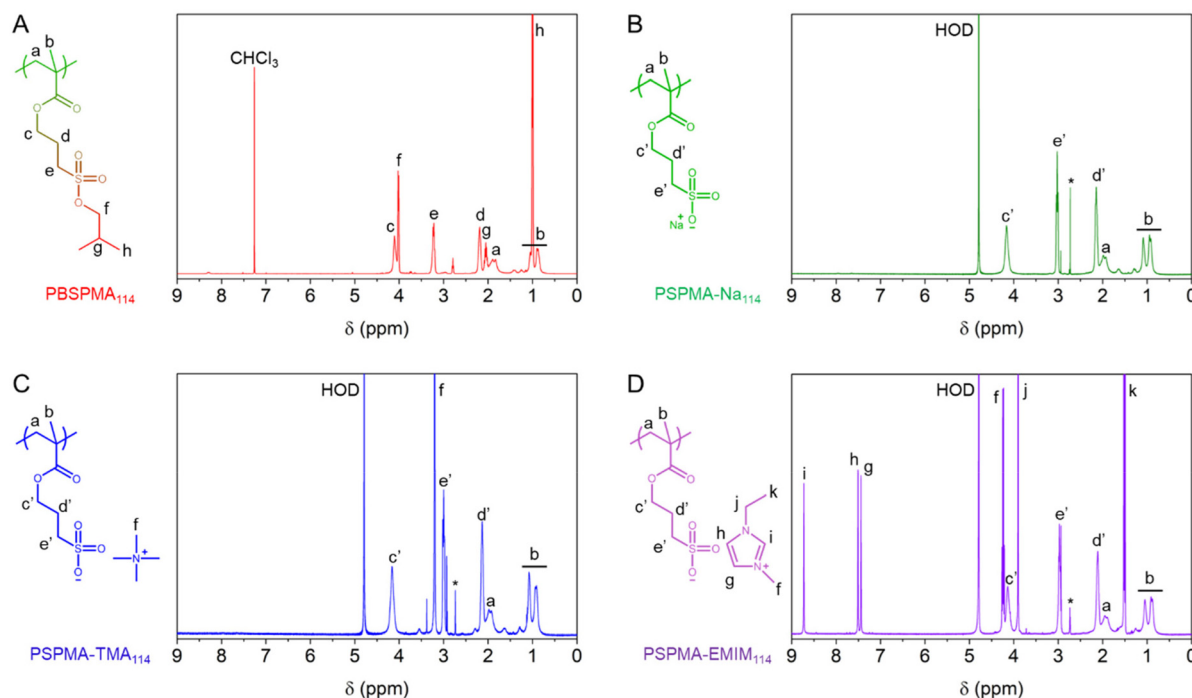 A
a
b
O
O
c
d
e
O
S
O
O
f
g
h
PBSPMA114
CHCl3
h
f
c
e
d
g
a
b
9 8 7 6 5 4 3 2 1 0
δ (ppm)
B
a
b
O
O
c'
d'
e'
O
S
O
Na+
O-
PSPMA-Na114
HOD
c'
e'
*
d'
a
b
9 8 7 6 5 4 3 2 1 0
δ (ppm)
C
a
b
O
O
c'
d'
e'
O
S
O
O-
f
N+
PSPMA-TMA114
HOD
f
c'
e'
*
d'
a
b
9 8 7 6 5 4 3 2 1 0
δ (ppm)
D
a
b
O
O
c'
d'
e'
O
S
O
O-
k
j
N
h
i
g
N+
f
PSPMA-EMIM114
i
h g
HOD
f
j
c'
e'
*
d'
a
k
b
9 8 7 6 5 4 3 2 1 0
δ (ppm)